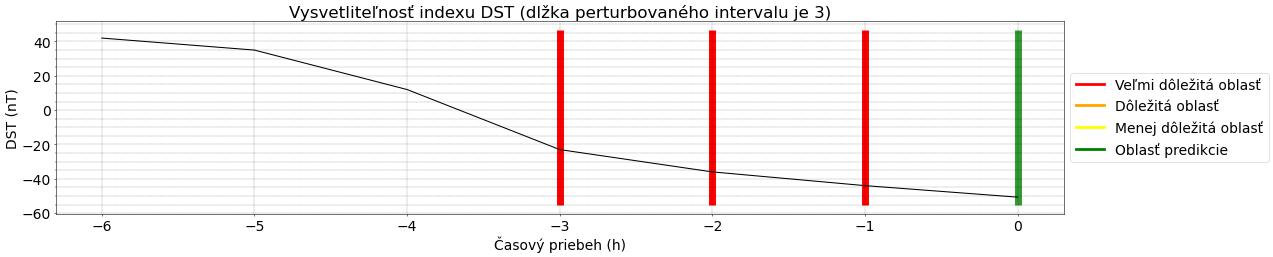 Vysvetliteľnosť indexu DST (dĺžka perturbovaného intervalu je 3)
DST (nT)
40
20
0
−20
−40
−60
−6
−5
−4
−3
−2
−1
0
Časový priebeh (h)
Veľmi dôležitá oblasť
Dôležitá oblasť
Menej dôležitá oblasť
Oblasť predikcie